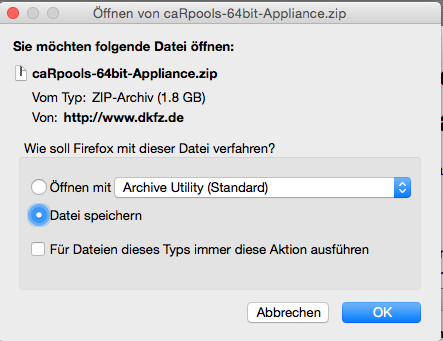 Öffnen von caRpools-64bit-Appliance.zip
Sie möchten folgende Datei öffnen:
caRpools-64bit-Appliance.zip
Vom Typ: ZIP-Archiv (1.8 GB)
Von: http://www.dkfz.de
Wie soll Firefox mit dieser Datei verfahren?
Öffnen mit Archive Utility (Standard)
Datei speichern
Für Dateien dieses Typs immer diese Aktion ausführen
Abbrechen OK